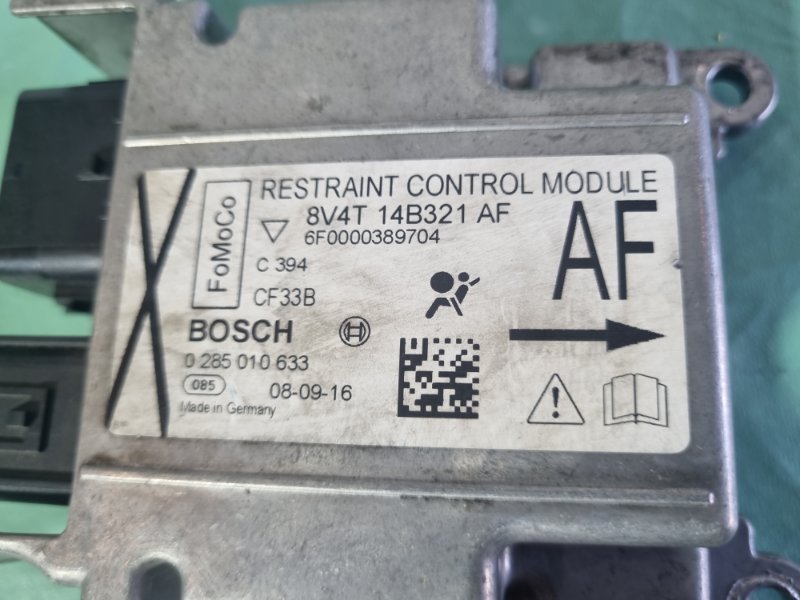 RESTRAINT CONTROL MODULE
FoMoCo
8V4T 14B321 AF
6F0000389704
AF
C 394
CF33B
BOSCH
0 285 010 633
085
08-09-16
Made in Germany